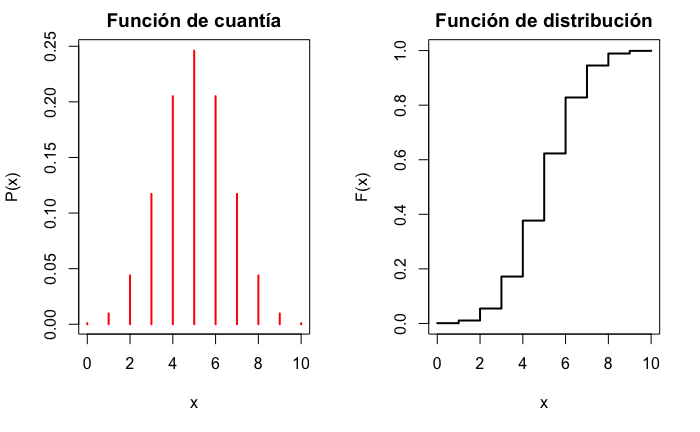 Función de cuantía
P(x)
0.00 0.05 0.10 0.15 0.20 0.25
0 2 4 6 8 10
x
Función de distribución
F(x)
0.0 0.2 0.4 0.6 0.8 1.0
0 2 4 6 8 10
x